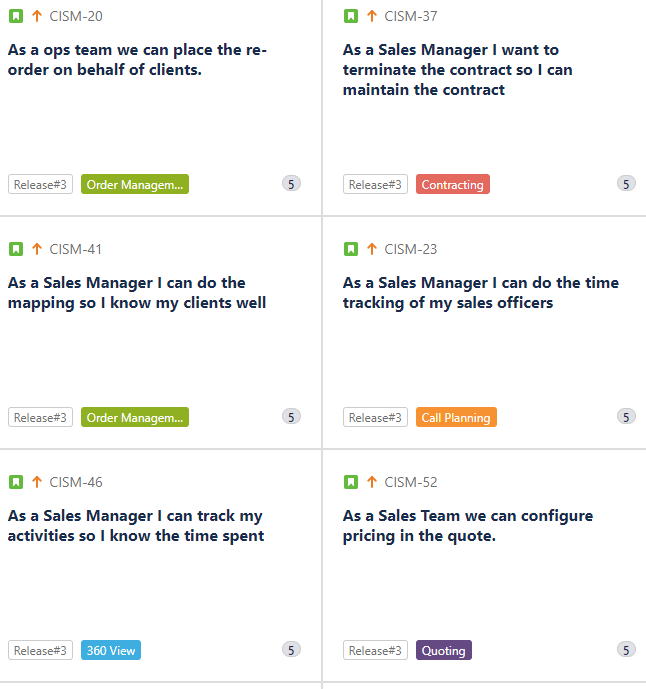 CISM-20
As a ops team we can place the re-
order on behalf of clients.
Release#3 Order Managem... 5
CISM-37
As a Sales Manager I want to
terminate the contract so I can
maintain the contract
Release#3 Contracting 5
CISM-41
As a Sales Manager I can do the
mapping so I know my clients well
Release#3 Order Managem... 5
CISM-23
As a Sales Manager I can do the time
tracking of my sales officers
Release#3 Call Planning 5
CISM-46
As a Sales Manager I can track my
activities so I know the time spent
Release#3 360 View 5
CISM-52
As a Sales Team we can configure
pricing in the quote.
Release#3 Quoting 5